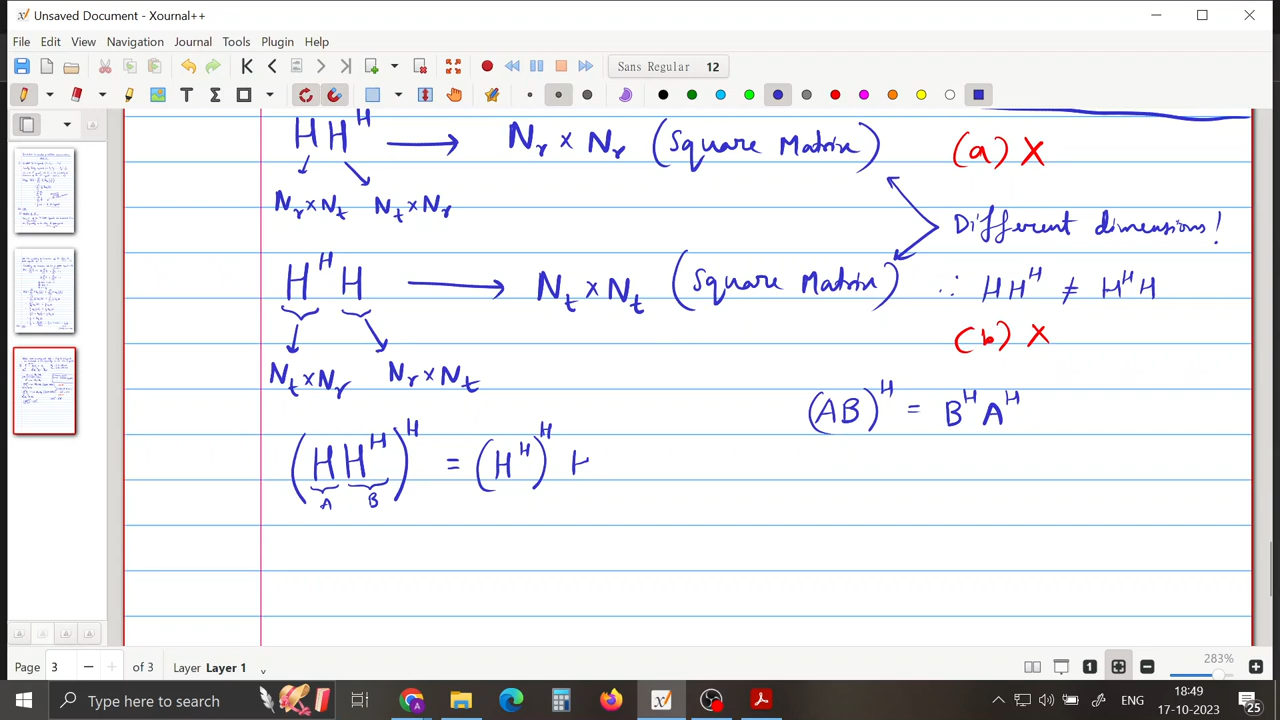 Unsaved Document - Xournal++
File Edit View Navigation Journal Tools Plugin Help
Sans Regular 12
H H^H → N_r × N_r (Square Matrix) (a) X
N_r×N_t N_t×N_r
Different dimensions!
H^H H → N_t × N_t (Square Matrix) ∴ HH^H ≠ H^H H
(b) X
N_t×N_r N_r×N_t
(AB)^H = B^H A^H
(H H^H)^H = (H^H)^H H
A B
283%
Page 3 of 3 Layer Layer 1
Type here to search
ENG
18:49
17-10-2023
25